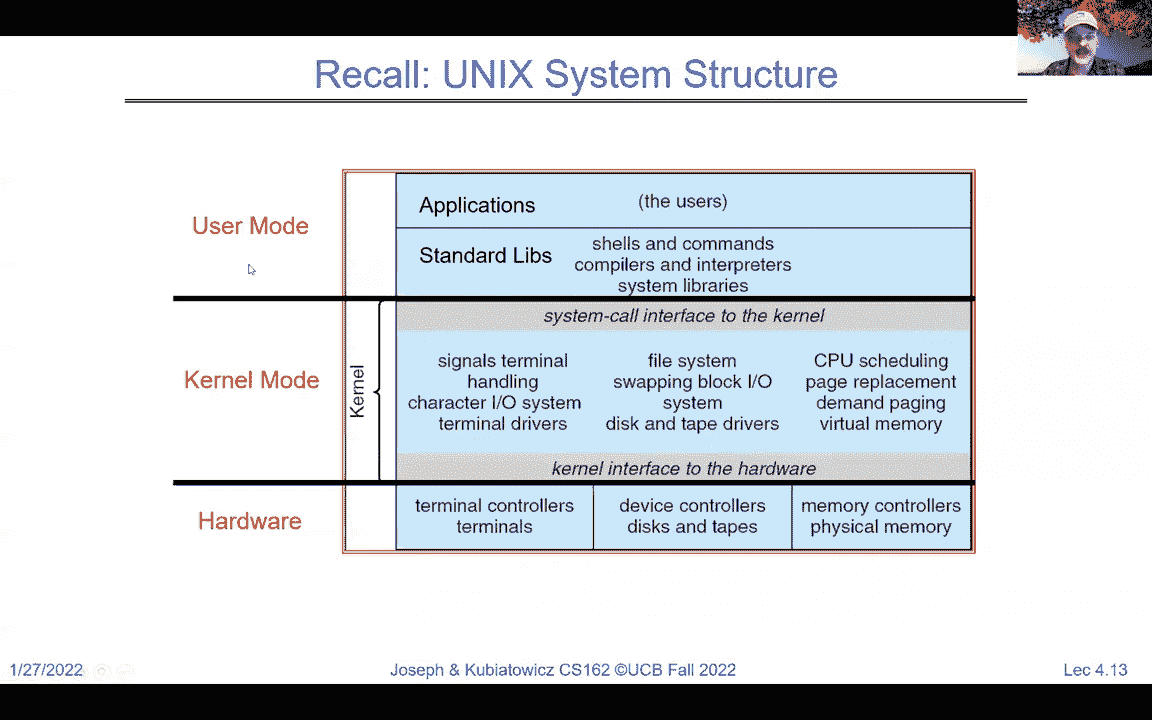 Recall: UNIX System Structure
User Mode
Applications
(the users)
Standard Libs
shells and commands
compilers and interpreters
system libraries
Kernel Mode
Kernel
system-call interface to the kernel
signals terminal
handling
character I/O system
terminal drivers
file system
swapping block I/O
system
disk and tape drivers
CPU scheduling
page replacement
demand paging
virtual memory
kernel interface to the hardware
Hardware
terminal controllers
terminals
device controllers
disks and tapes
memory controllers
physical memory
1/27/2022
Joseph & Kubiatowicz CS162 ©UCB Fall 2022
Lec 4.13